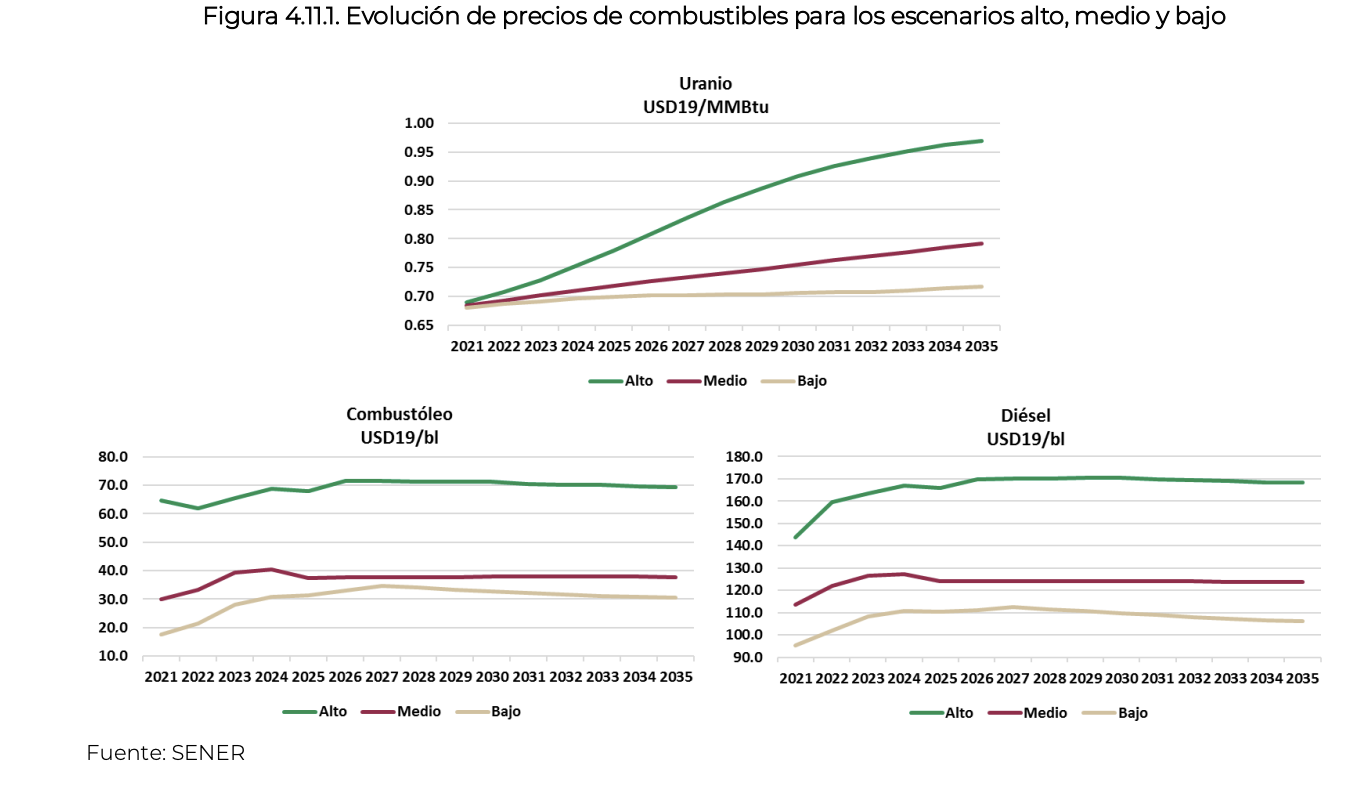 Figura 4.11.1. Evolución de precios de combustibles para los escenarios alto, medio y bajo
Uranio
USD19/MMBtu
1.00
0.95
0.90
0.85
0.80
0.75
0.70
0.65
2021 2022 2023 2024 2025 2026 2027 2028 2029 2030 2031 2032 2033 2034 2035
Alto Medio Bajo
Combustóleo
USD19/bl
80.0
70.0
60.0
50.0
40.0
30.0
20.0
10.0
2021 2022 2023 2024 2025 2026 2027 2028 2029 2030 2031 2032 2033 2034 2035
Alto Medio Bajo
Diésel
USD19/bl
180.0
170.0
160.0
150.0
140.0
130.0
120.0
110.0
100.0
90.0
2021 2022 2023 2024 2025 2026 2027 2028 2029 2030 2031 2032 2033 2034 2035
Alto Medio Bajo
Fuente: SENER